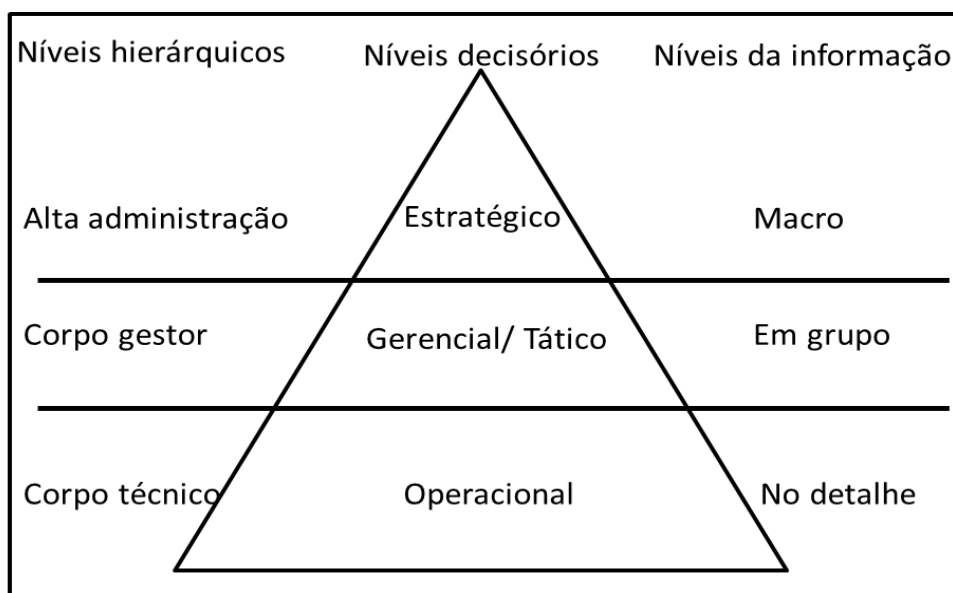 Níveis hierárquicos Níveis decisórios Níveis da informação
Alta administração Estratégico Macro
Corpo gestor Gerencial/ Tático Em grupo
Corpo técnico Operacional No detalhe